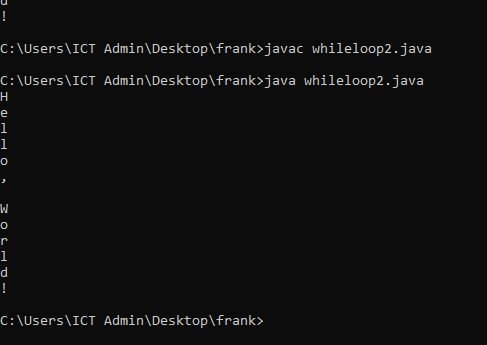 d
!
C:\Users\ICT Admin\Desktop\frank>javac whileloop2.java
C:\Users\ICT Admin\Desktop\frank>java whileloop2.java
H
e
l
l
o
,
W
o
r
l
d
!
C:\Users\ICT Admin\Desktop\frank>